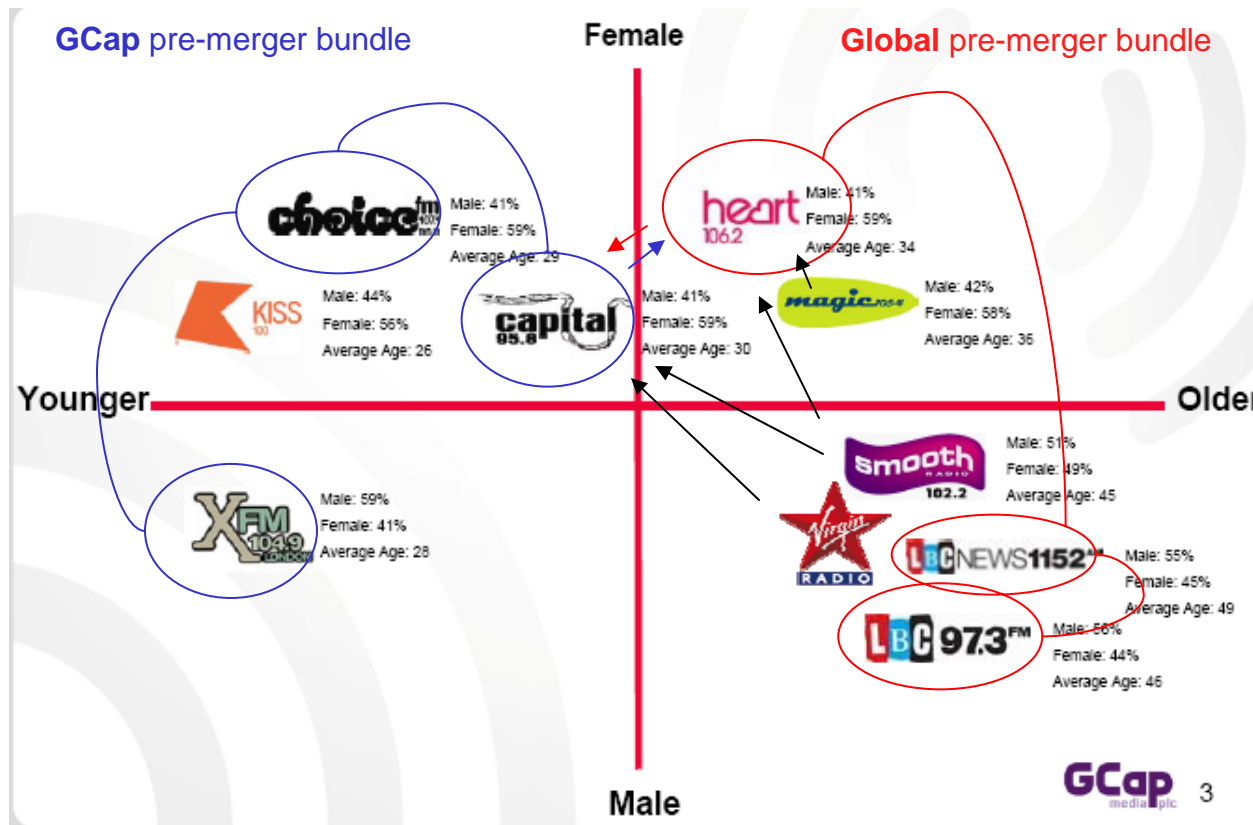 GCap pre-merger bundle
Female
Global pre-merger bundle
choice fm
Male: 41%
Female: 59%
Average Age: 29
heart
106.2
Male: 41%
Female: 59%
Average Age: 34
KISS
100
Male: 44%
Female: 56%
Average Age: 26
capital
95.8
Male: 41%
Female: 59%
Average Age: 30
magic 105.4
Male: 42%
Female: 58%
Average Age: 36
Younger
Older
smooth
RADIO
102.2
Male: 51%
Female: 49%
Average Age: 45
XFM
104.9
LONDON
Male: 59%
Female: 41%
Average Age: 28
Virgin
RADIO
LBC NEWS 1152 AM
Male: 55%
Female: 45%
Average Age: 49
LBC 97.3 FM
Male: 56%
Female: 44%
Average Age: 46
Male
GCap
media plc
3